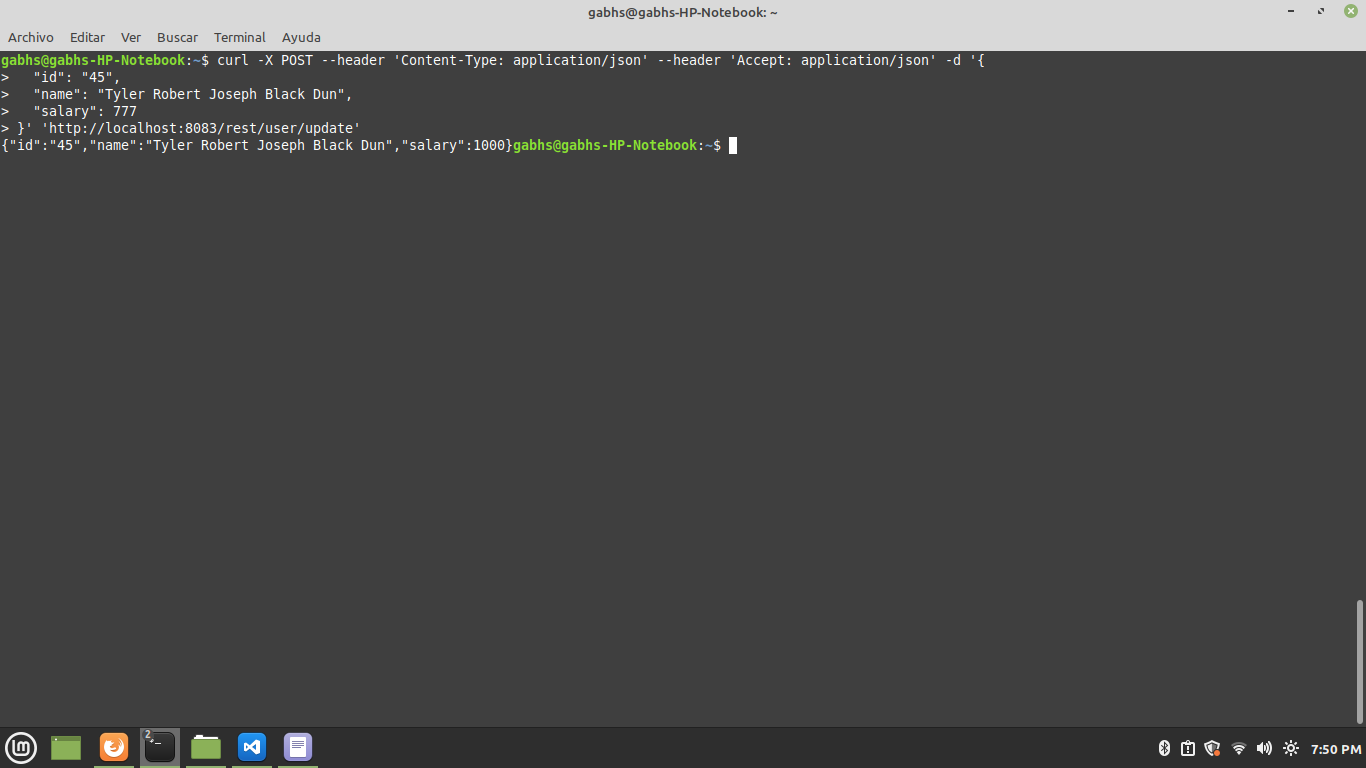 gabhs@gabhs-HP-Notebook: ~
Archivo Editar Ver Buscar Terminal Ayuda
gabhs@gabhs-HP-Notebook:~$ curl -X POST --header 'Content-Type: application/json' --header 'Accept: application/json' -d '{
>   "id": "45",
>   "name": "Tyler Robert Joseph Black Dun",
>   "salary": 777
> }' 'http://localhost:8083/rest/user/update'
{"id":"45","name":"Tyler Robert Joseph Black Dun","salary":1000}gabhs@gabhs-HP-Notebook:~$
2
7:50 PM